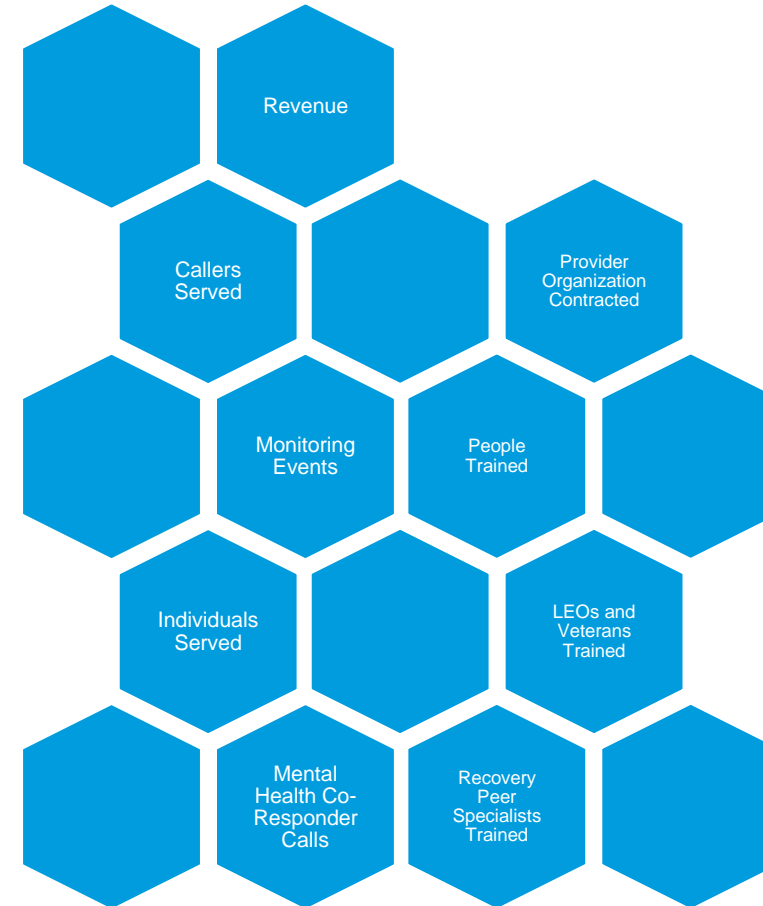 Revenue
Callers
Served
Provider
Organization
Contracted
Monitoring
Events
People
Trained
Individuals
Served
LEOs and
Veterans
Trained
Mental
Health Co-
Responder
Calls
Recovery
Peer
Specialists
Trained